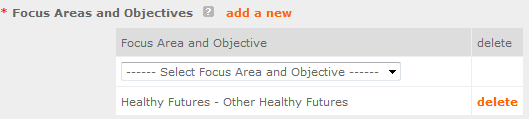 * Focus Areas and Objectives ? add a new
Focus Area and Objective delete
------ Select Focus Area and Objective ------
Healthy Futures - Other Healthy Futures delete